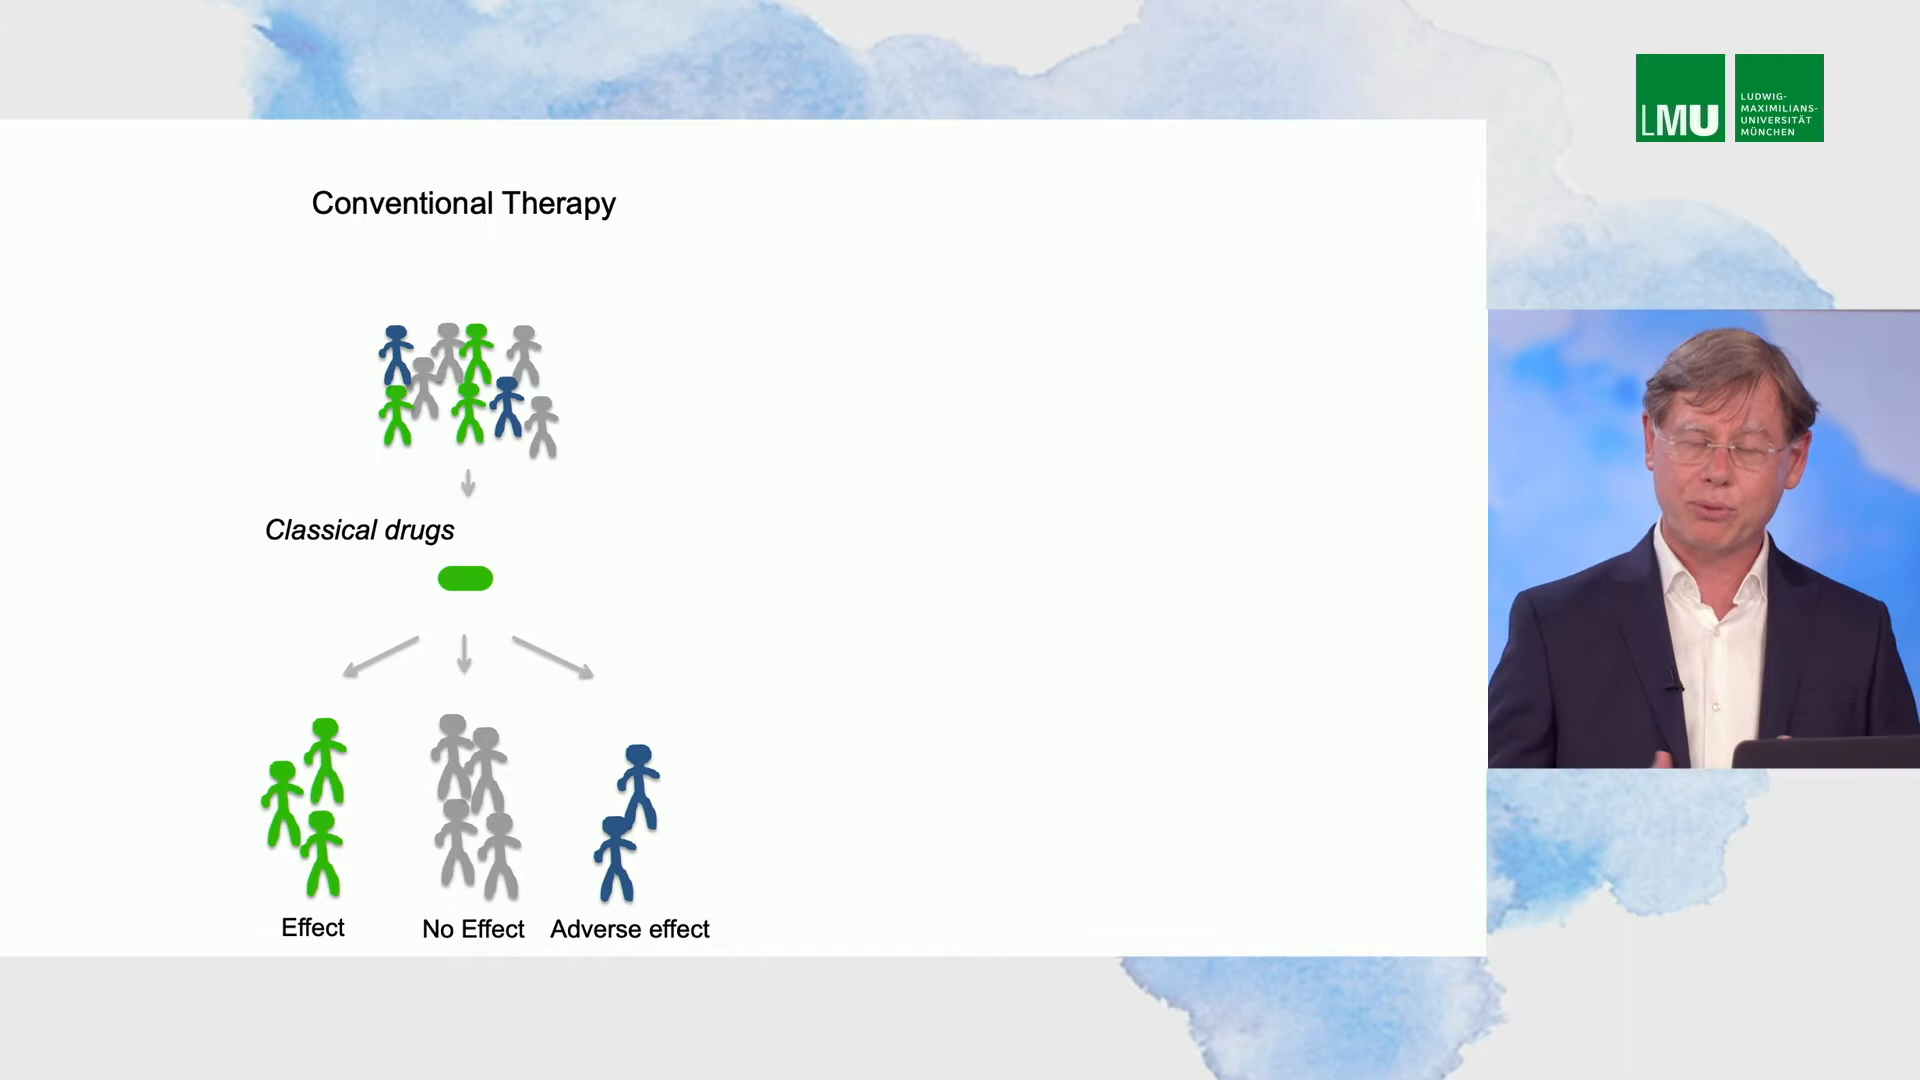 LMU
LUDWIG-
MAXIMILIANS-
UNIVERSITÄT
MÜNCHEN
Conventional Therapy
Classical drugs
Effect
No Effect
Adverse effect